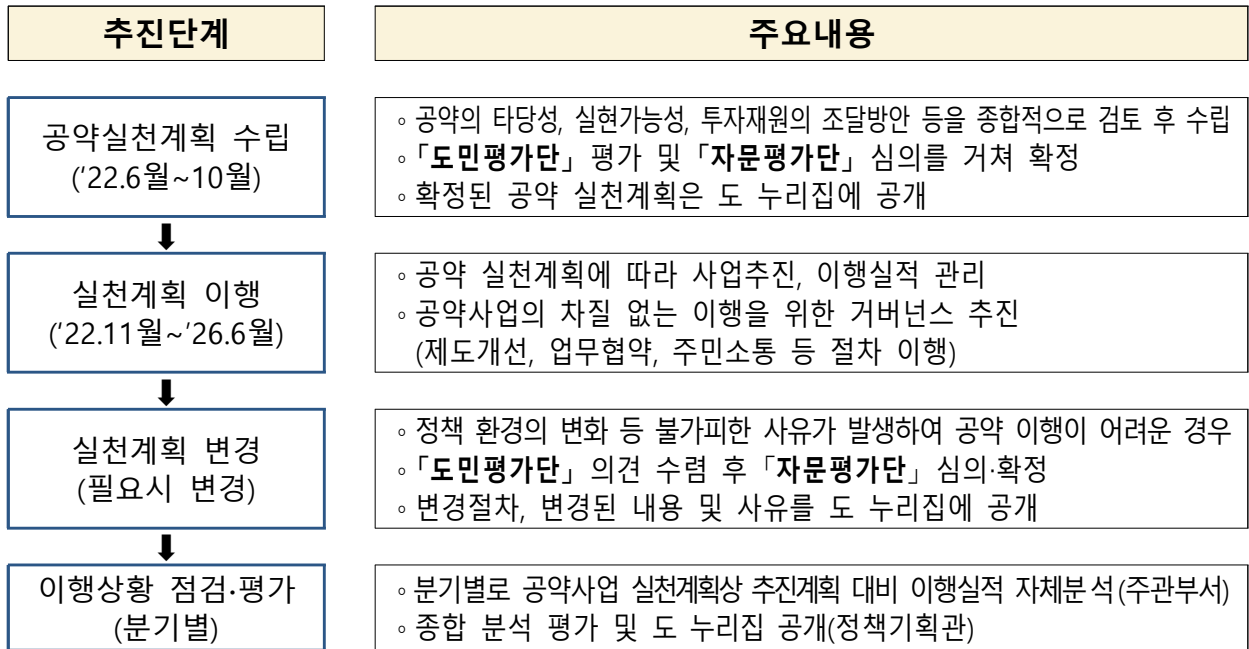 추진단계
주요내용
공약실천계획 수립
('22.6월~10월)
◦공약의 타당성, 실현가능성, 투자재원의 조달방안 등을 종합적으로 검토 후 수립
◦「도민평가단」 평가 및 「자문평가단」 심의를 거쳐 확정
◦확정된 공약 실천계획은 도 누리집에 공개
⬇
실천계획 이행
('22.11월~'26.6월)
◦공약 실천계획에 따라 사업추진, 이행실적 관리
◦공약사업의 차질 없는 이행을 위한 거버넌스 추진
(제도개선, 업무협약, 주민소통 등 절차 이행)
⬇
실천계획 변경
(필요시 변경)
◦정책 환경의 변화 등 불가피한 사유가 발생하여 공약 이행이 어려운 경우
◦「도민평가단」 의견 수렴 후 「자문평가단」 심의·확정
◦변경절차, 변경된 내용 및 사유를 도 누리집에 공개
⬇
이행상황 점검·평가
(분기별)
◦분기별로 공약사업 실천계획상 추진계획 대비 이행실적 자체분석(주관부서)
◦종합 분석 평가 및 도 누리집 공개(정책기획관)